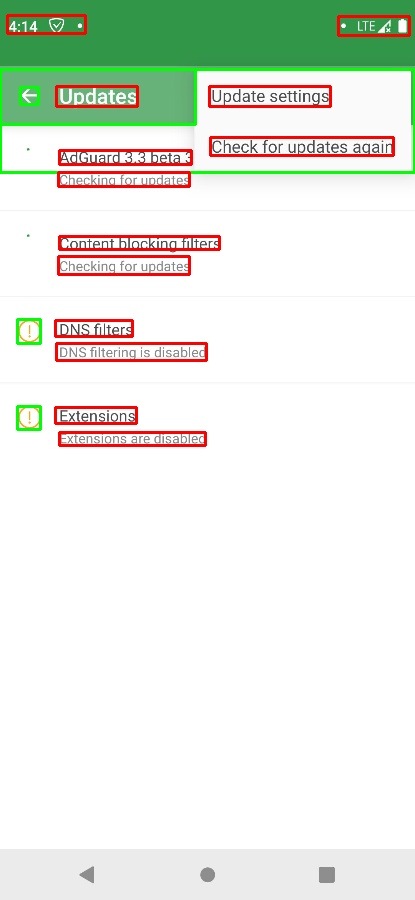 4:14
LTE
Updates
Update settings
Check for updates again
AdGuard 3.3 beta 3
Checking for updates
Content blocking filters
Checking for updates
DNS filters
DNS filtering is disabled
Extensions
Extensions are disabled